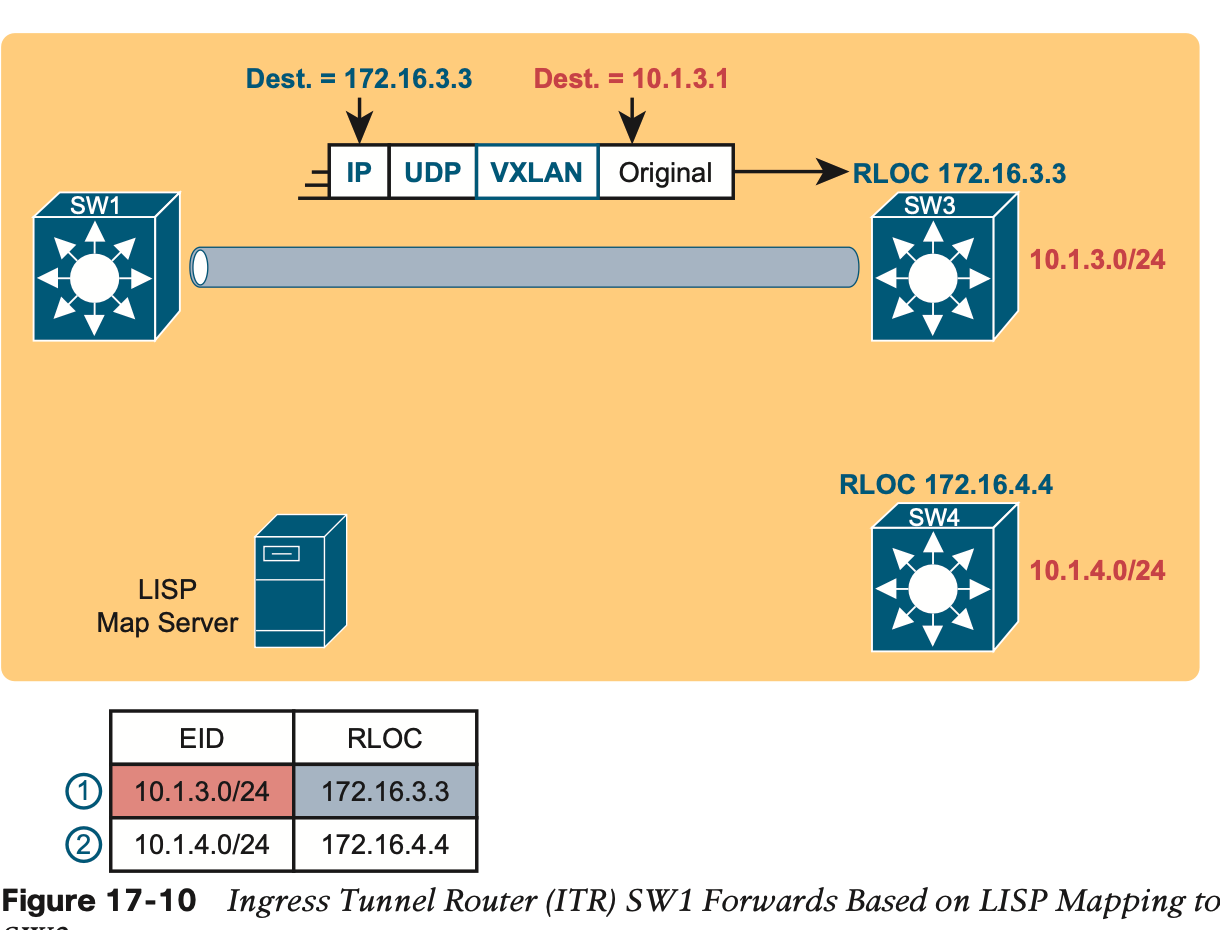 Dest. = 172.16.3.3
Dest. = 10.1.3.1
IP
UDP
VXLAN
Original
RLOC 172.16.3.3
SW1
SW3
10.1.3.0/24
RLOC 172.16.4.4
SW4
10.1.4.0/24
LISP
Map Server
EID RLOC
1 10.1.3.0/24 172.16.3.3
2 10.1.4.0/24 172.16.4.4
Figure 17-10 Ingress Tunnel Router (ITR) SW1 Forwards Based on LISP Mapping to